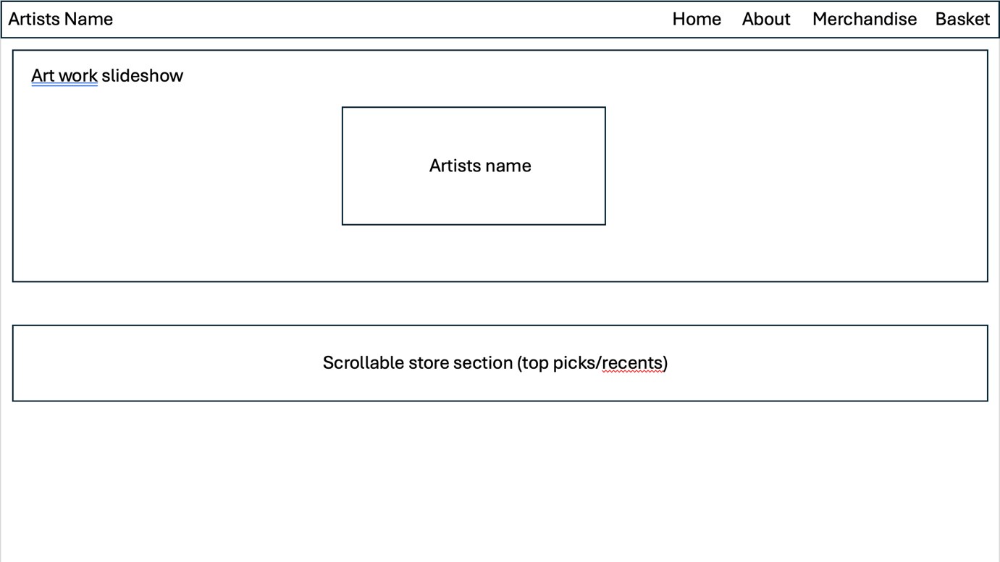 Artists Name
Home About Merchandise Basket
Art work slideshow
Artists name
Scrollable store section (top picks/recents)